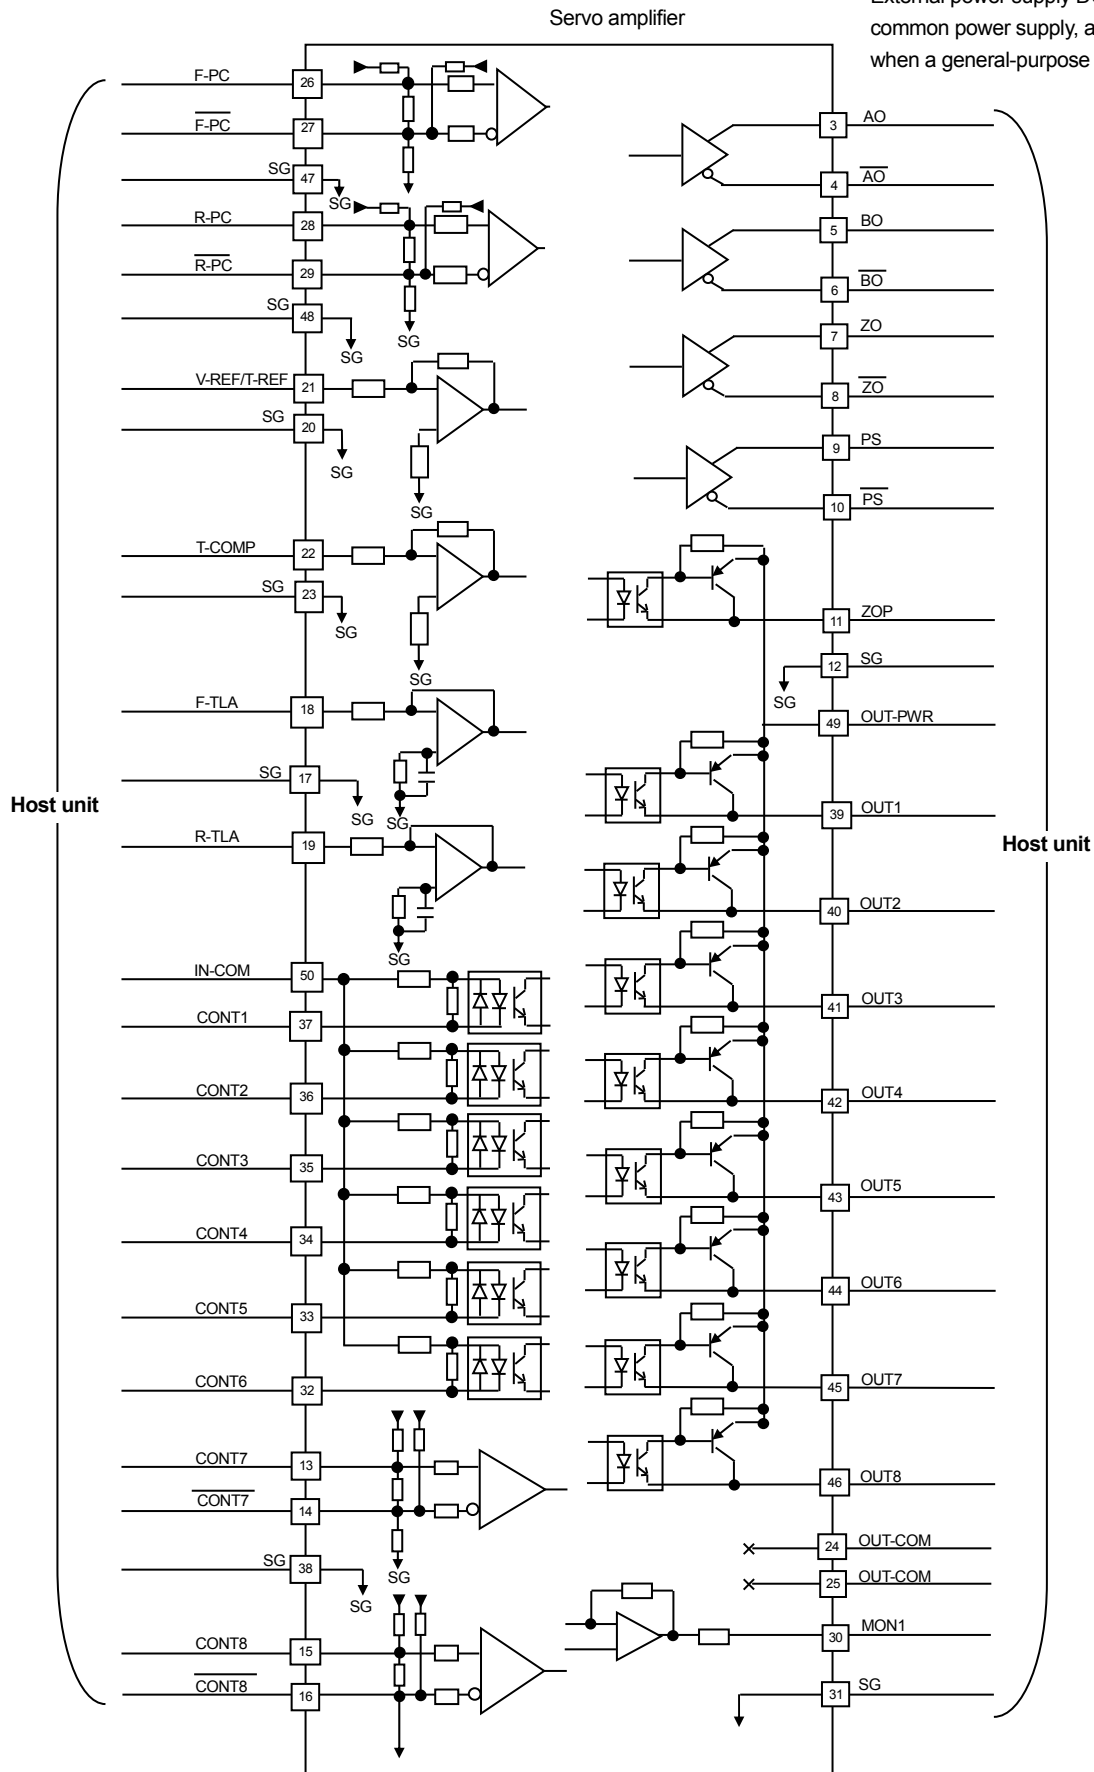 External power supply
common power supply, a
when a general-purpose
Servo amplifier
Host unit
F-PC 26
F-PC 27
SG 47 SG
R-PC 28
R-PC 29
SG 48 SG SG
V-REF/T-REF 21
SG 20 SG SG
T-COMP 22
SG 23 SG SG
F-TLA 18
SG 17 SG SG
R-TLA 19
SG
IN-COM 50
CONT1 37
CONT2 36
CONT3 35
CONT4 34
CONT5 33
CONT6 32
CONT7 13
CONT7 14
SG
SG 38 SG
CONT8 15
CONT8 16
3 AO
4 AO
5 BO
6 BO
7 ZO
8 ZO
9 PS
10 PS
11 ZOP
12 SG
SG
49 OUT-PWR
39 OUT1
40 OUT2
41 OUT3
42 OUT4
43 OUT5
44 OUT6
45 OUT7
46 OUT8
24 OUT-COM
25 OUT-COM
30 MON1
31 SG
Host unit